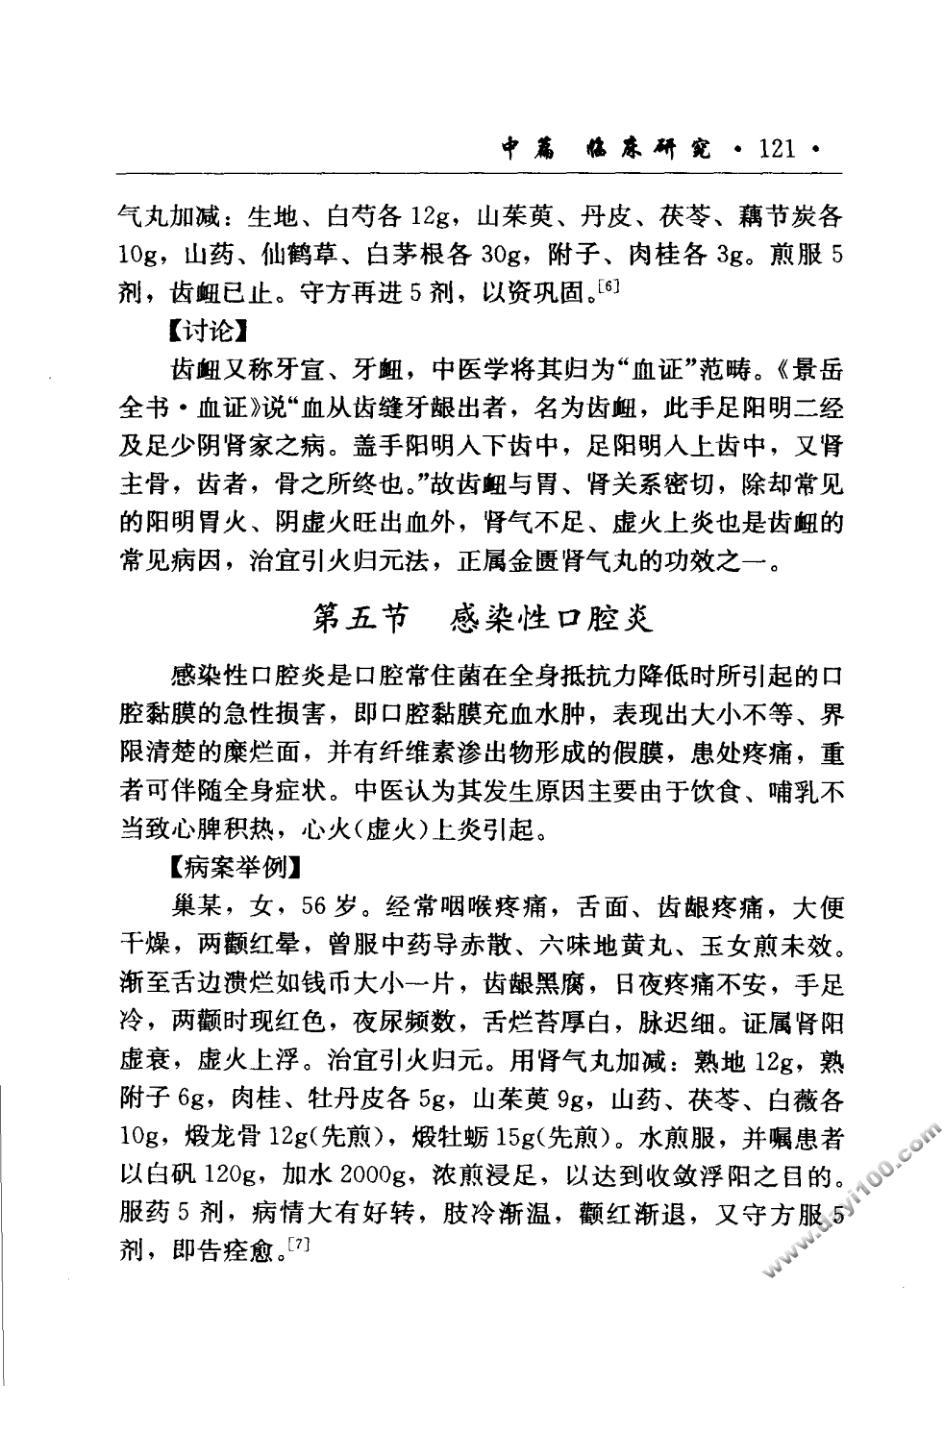 中篇 临床研究 · 121 ·
气丸加减：生地、白芍各 12g，山茱萸、丹皮、茯苓、藕节炭各
10g，山药、仙鹤草、白茅根各 30g，附子、肉桂各 3g。煎服 5
剂，齿衄已止。守方再进 5 剂，以资巩固。[6]
【讨论】
齿衄又称牙宣、牙衄，中医学将其归为“血证”范畴。《景岳
全书·血证》说“血从齿缝牙龈出者，名为齿衄，此手足阳明二经
及足少阴肾家之病。盖手阳明入下齿中，足阳明入上齿中，又肾
主骨，齿者，骨之所终也。”故齿衄与胃、肾关系密切，除却常见
的阳明胃火、阴虚火旺出血外，肾气不足、虚火上炎也是齿衄的
常见病因，治宜引火归元法，正属金匮肾气丸的功效之一。
第五节 感染性口腔炎
感染性口腔炎是口腔常住菌在全身抵抗力降低时所引起的口
腔黏膜的急性损害，即口腔黏膜充血水肿，表现出大小不等、界
限清楚的糜烂面，并有纤维素渗出物形成的假膜，患处疼痛，重
者可伴随全身症状。中医认为其发生原因主要由于饮食、哺乳不
当致心脾积热，心火(虚火)上炎引起。
【病案举例】
巢某，女，56 岁。经常咽喉疼痛，舌面、齿龈疼痛，大便
干燥，两颧红晕，曾服中药导赤散、六味地黄丸、玉女煎未效。
渐至舌边溃烂如钱币大小一片，齿龈黑腐，日夜疼痛不安，手足
冷，两颧时现红色，夜尿频数，舌烂苔厚白，脉迟细。证属肾阳
虚衰，虚火上浮。治宜引火归元。用肾气丸加减：熟地 12g，熟
附子 6g，肉桂、牡丹皮各 5g，山茱萸 9g，山药、茯苓、白薇各
10g，煅龙骨 12g(先煎)，煅牡蛎 15g(先煎)。水煎服，并嘱患者
以白矾 120g，加水 2000g，浓煎浸足，以达到收敛浮阳之目的。
服药 5 剂，病情大有好转，肢冷渐温，颧红渐退，又守方服 5
剂，即告痊愈。[7]
www.dayi100.com